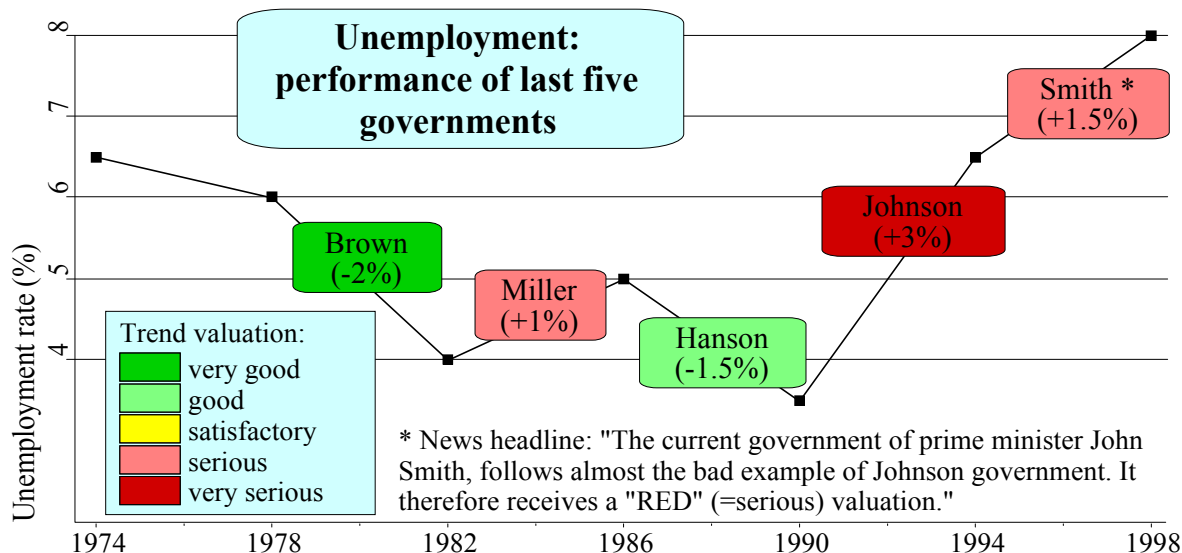 Unemployment:
performance of last five
governments
Unemployment rate (%)
8
7
6
5
4
Brown
(-2%)
Miller
(+1%)
Hanson
(-1.5%)
Johnson
(+3%)
Smith *
(+1.5%)
Trend valuation:
very good
good
satisfactory
serious
very serious
* News headline: "The current government of prime minister John
Smith, follows almost the bad example of Johnson government. It
therefore receives a "RED" (=serious) valuation."
1974 1978 1982 1986 1990 1994 1998